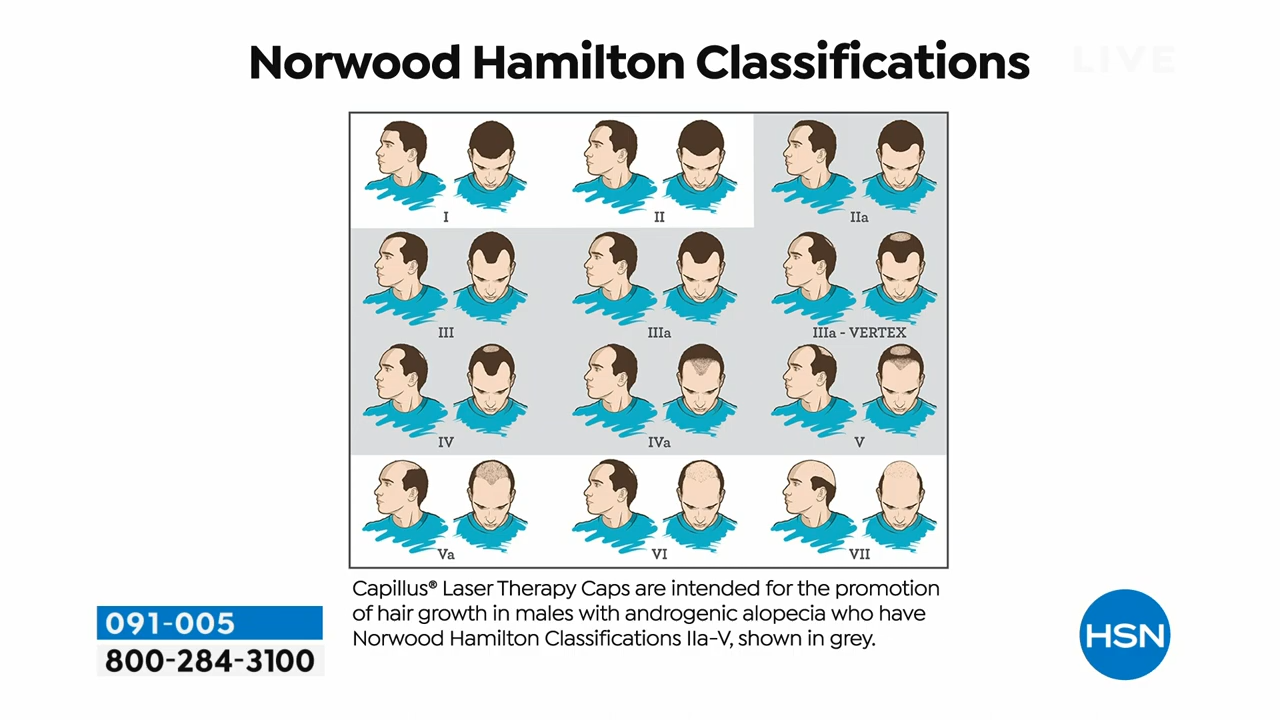 Norwood Hamilton Classifications
LIVE
I
II
IIa
III
IIIa
IIIa - VERTEX
IV
IVa
V
Va
VI
VII
Capillus® Laser Therapy Caps are intended for the promotion
of hair growth in males with androgenic alopecia who have
Norwood Hamilton Classifications IIa-V, shown in grey.
091-005
800-284-3100
HSN